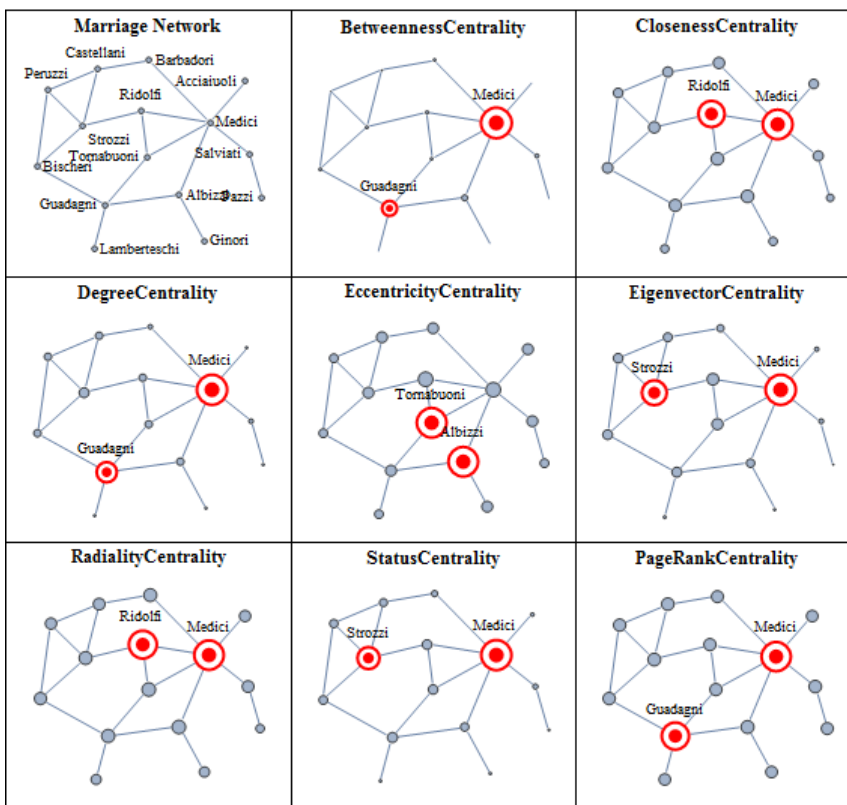 Marriage Network
Castellani
Barbadori
Peruzzi
Acciaiuoli
Ridolfi
Medici
Strozzi
Tornabuoni
Salviati
Bischeri
Guadagni
Albizzi
Pazzi
Lamberteschi
Ginori
BetweennessCentrality
Medici
Guadagni
ClosenessCentrality
Ridolfi
Medici
DegreeCentrality
Medici
Guadagni
EccentricityCentrality
Tornabuoni
Albizzi
EigenvectorCentrality
Strozzi
Medici
RadialityCentrality
Ridolfi
Medici
StatusCentrality
Strozzi
Medici
PageRankCentrality
Medici
Guadagni